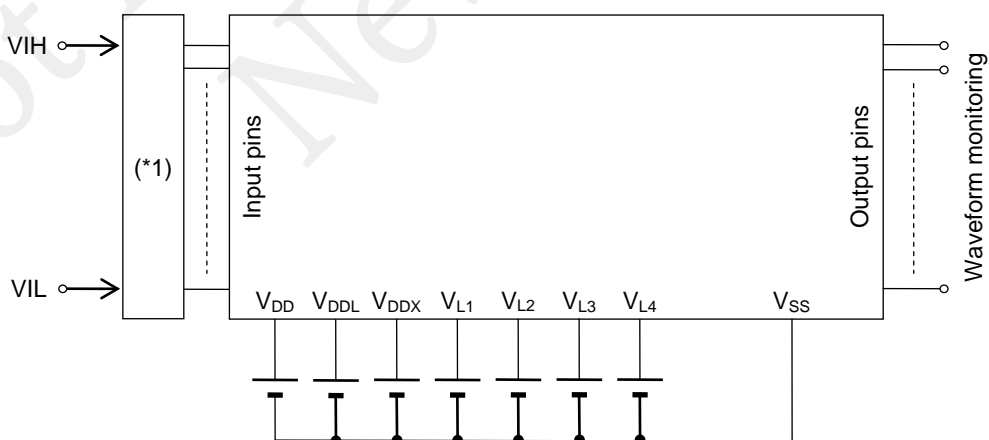 VIH
VIL
(*1)
Input pins
Output pins
Waveform monitoring
VDD VDDL VDDX VL1 VL2 VL3 VL4 VSS